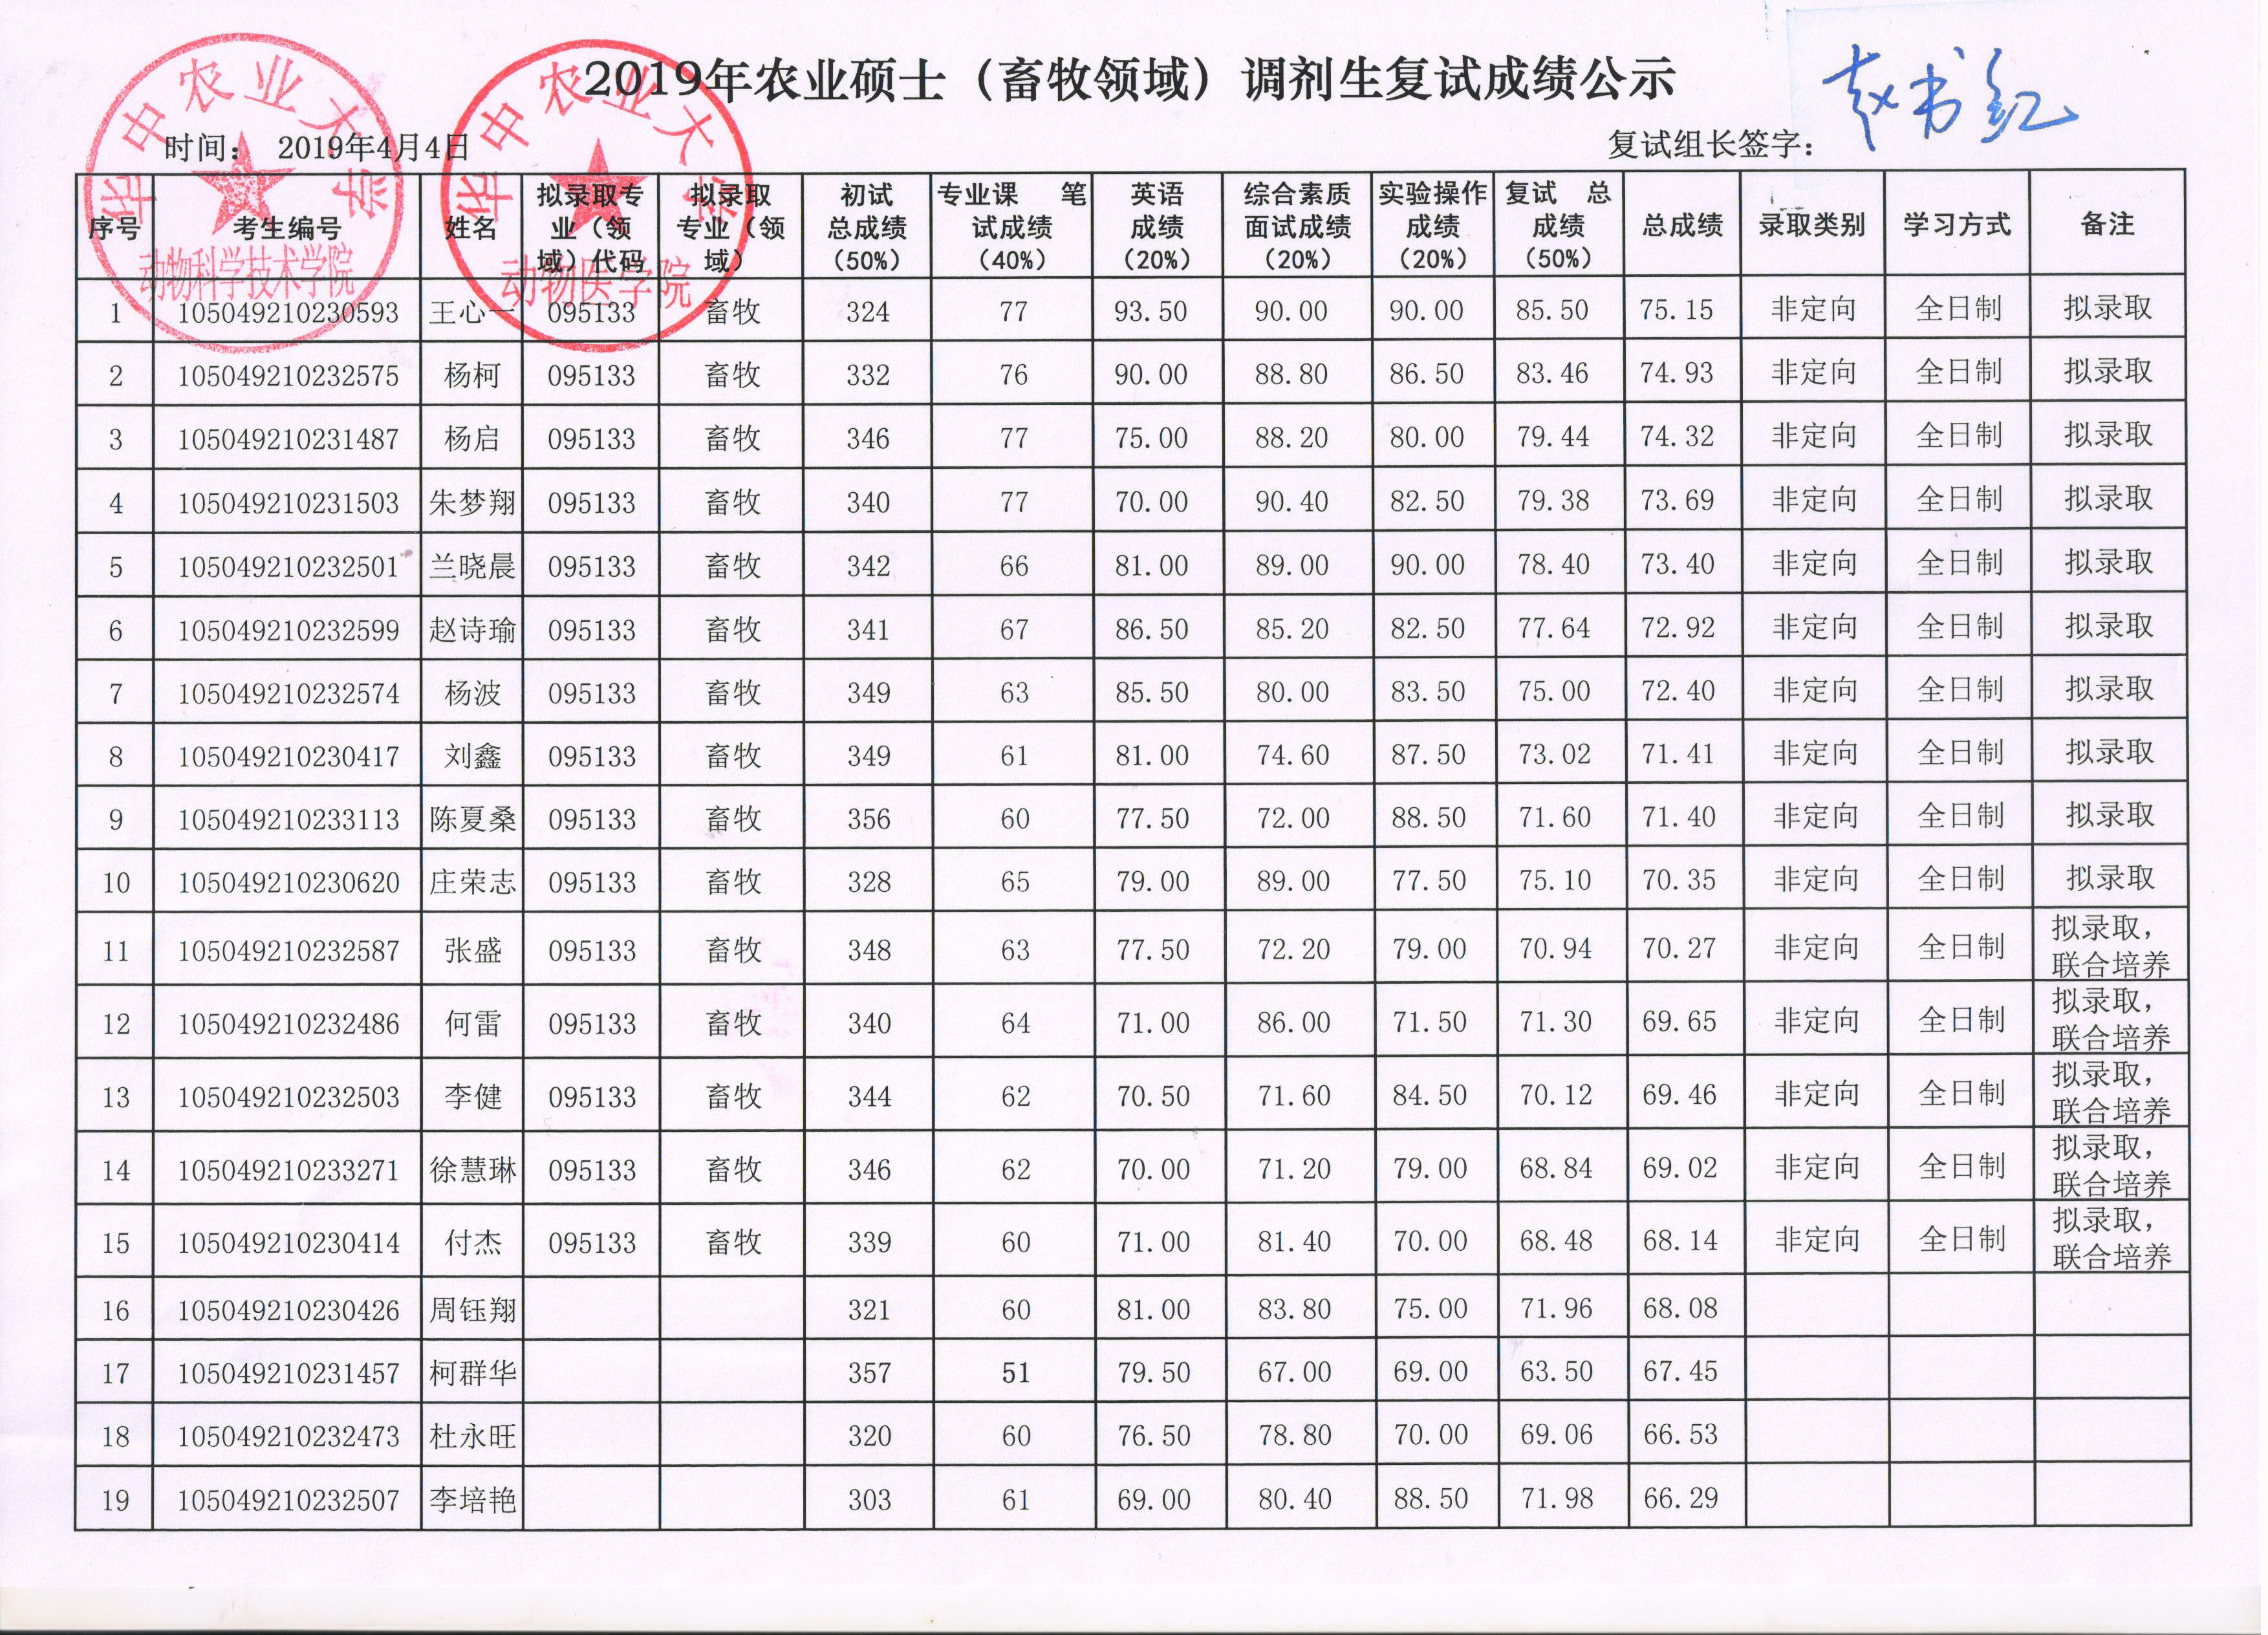 2019年农业硕士（畜牧领域）调剂生复试成绩公示
时间： 2019年4月4日 复试组长签字： 赵书红
华中农业大学
动物科学技术学院
华中农业大学
动物医学院
序号 考生编号 姓名 拟录取专业（领域）代码 拟录取专业（领域） 初试总成绩（50%） 专业课 笔试成绩（40%） 英语成绩（20%） 综合素质面试成绩（20%） 实验操作成绩（20%） 复试 总成绩（50%） 总成绩 录取类别 学习方式 备注
1 105049210230593 王心一 095133 畜牧 324 77 93.50 90.00 90.00 85.50 75.15 非定向 全日制 拟录取
2 105049210232575 杨柯 095133 畜牧 332 76 90.00 88.80 86.50 83.46 74.93 非定向 全日制 拟录取
3 105049210231487 杨启 095133 畜牧 346 77 75.00 88.20 80.00 79.44 74.32 非定向 全日制 拟录取
4 105049210231503 朱梦翔 095133 畜牧 340 77 70.00 90.40 82.50 79.38 73.69 非定向 全日制 拟录取
5 105049210232501 兰晓晨 095133 畜牧 342 66 81.00 89.00 90.00 78.40 73.40 非定向 全日制 拟录取
6 105049210232599 赵诗瑜 095133 畜牧 341 67 86.50 85.20 82.50 77.64 72.92 非定向 全日制 拟录取
7 105049210232574 杨波 095133 畜牧 349 63 85.50 80.00 83.50 75.00 72.40 非定向 全日制 拟录取
8 105049210230417 刘鑫 095133 畜牧 349 61 81.00 74.60 87.50 73.02 71.41 非定向 全日制 拟录取
9 105049210233113 陈夏桑 095133 畜牧 356 60 77.50 72.00 88.50 71.60 71.40 非定向 全日制 拟录取
10 105049210230620 庄荣志 095133 畜牧 328 65 79.00 89.00 77.50 75.10 70.35 非定向 全日制 拟录取
11 105049210232587 张盛 095133 畜牧 348 63 77.50 72.20 79.00 70.94 70.27 非定向 全日制 拟录取，联合培养
12 105049210232486 何雷 095133 畜牧 340 64 71.00 86.00 71.50 71.30 69.65 非定向 全日制 拟录取，联合培养
13 105049210232503 李健 095133 畜牧 344 62 70.50 71.60 84.50 70.12 69.46 非定向 全日制 拟录取，联合培养
14 105049210233271 徐慧琳 095133 畜牧 346 62 70.00 71.20 79.00 68.84 69.02 非定向 全日制 拟录取，联合培养
15 105049210230414 付杰 095133 畜牧 339 60 71.00 81.40 70.00 68.48 68.14 非定向 全日制 拟录取，联合培养
16 105049210230426 周钰翔 321 60 81.00 83.80 75.00 71.96 68.08
17 105049210231457 柯群华 357 51 79.50 67.00 69.00 63.50 67.45
18 105049210232473 杜永旺 320 60 76.50 78.80 70.00 69.06 66.53
19 105049210232507 李培艳 303 61 69.00 80.40 88.50 71.98 66.29